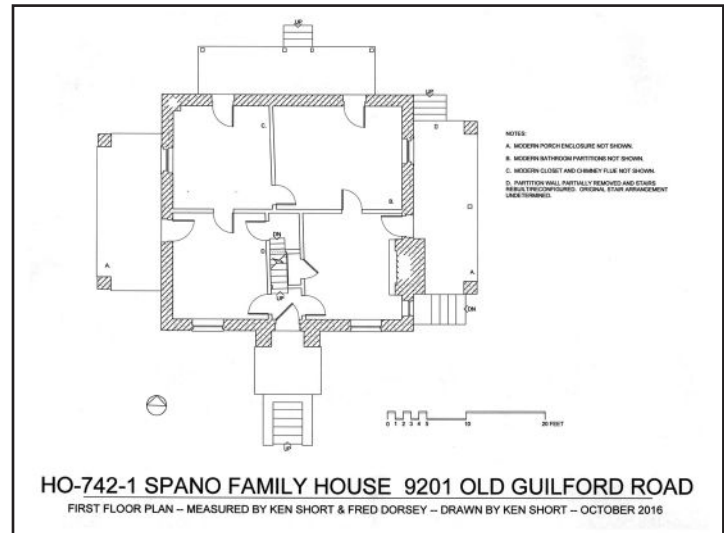 UP
UP
D
C.
NOTES:
A. MODERN PORCH ENCLOSURE NOT SHOWN.
B. MODERN BATHROOM PARTITIONS NOT SHOWN.
C. MODERN CLOSET AND CHIMNEY FLUE NOT SHOWN.
D. PARTITION WALL PARTIALLY REMOVED AND STAIRS
REBUILT/RECONFIGURED. ORIGINAL STAIR ARRANGEMENT
UNDETERMINED.
B.
DN
D.
A.
A.
UP
DN
UP
0 1 2 3 4 5 10 20 FEET
HO-742-1 SPANO FAMILY HOUSE 9201 OLD GUILFORD ROAD
FIRST FLOOR PLAN -- MEASURED BY KEN SHORT & FRED DORSEY -- DRAWN BY KEN SHORT -- OCTOBER 2016